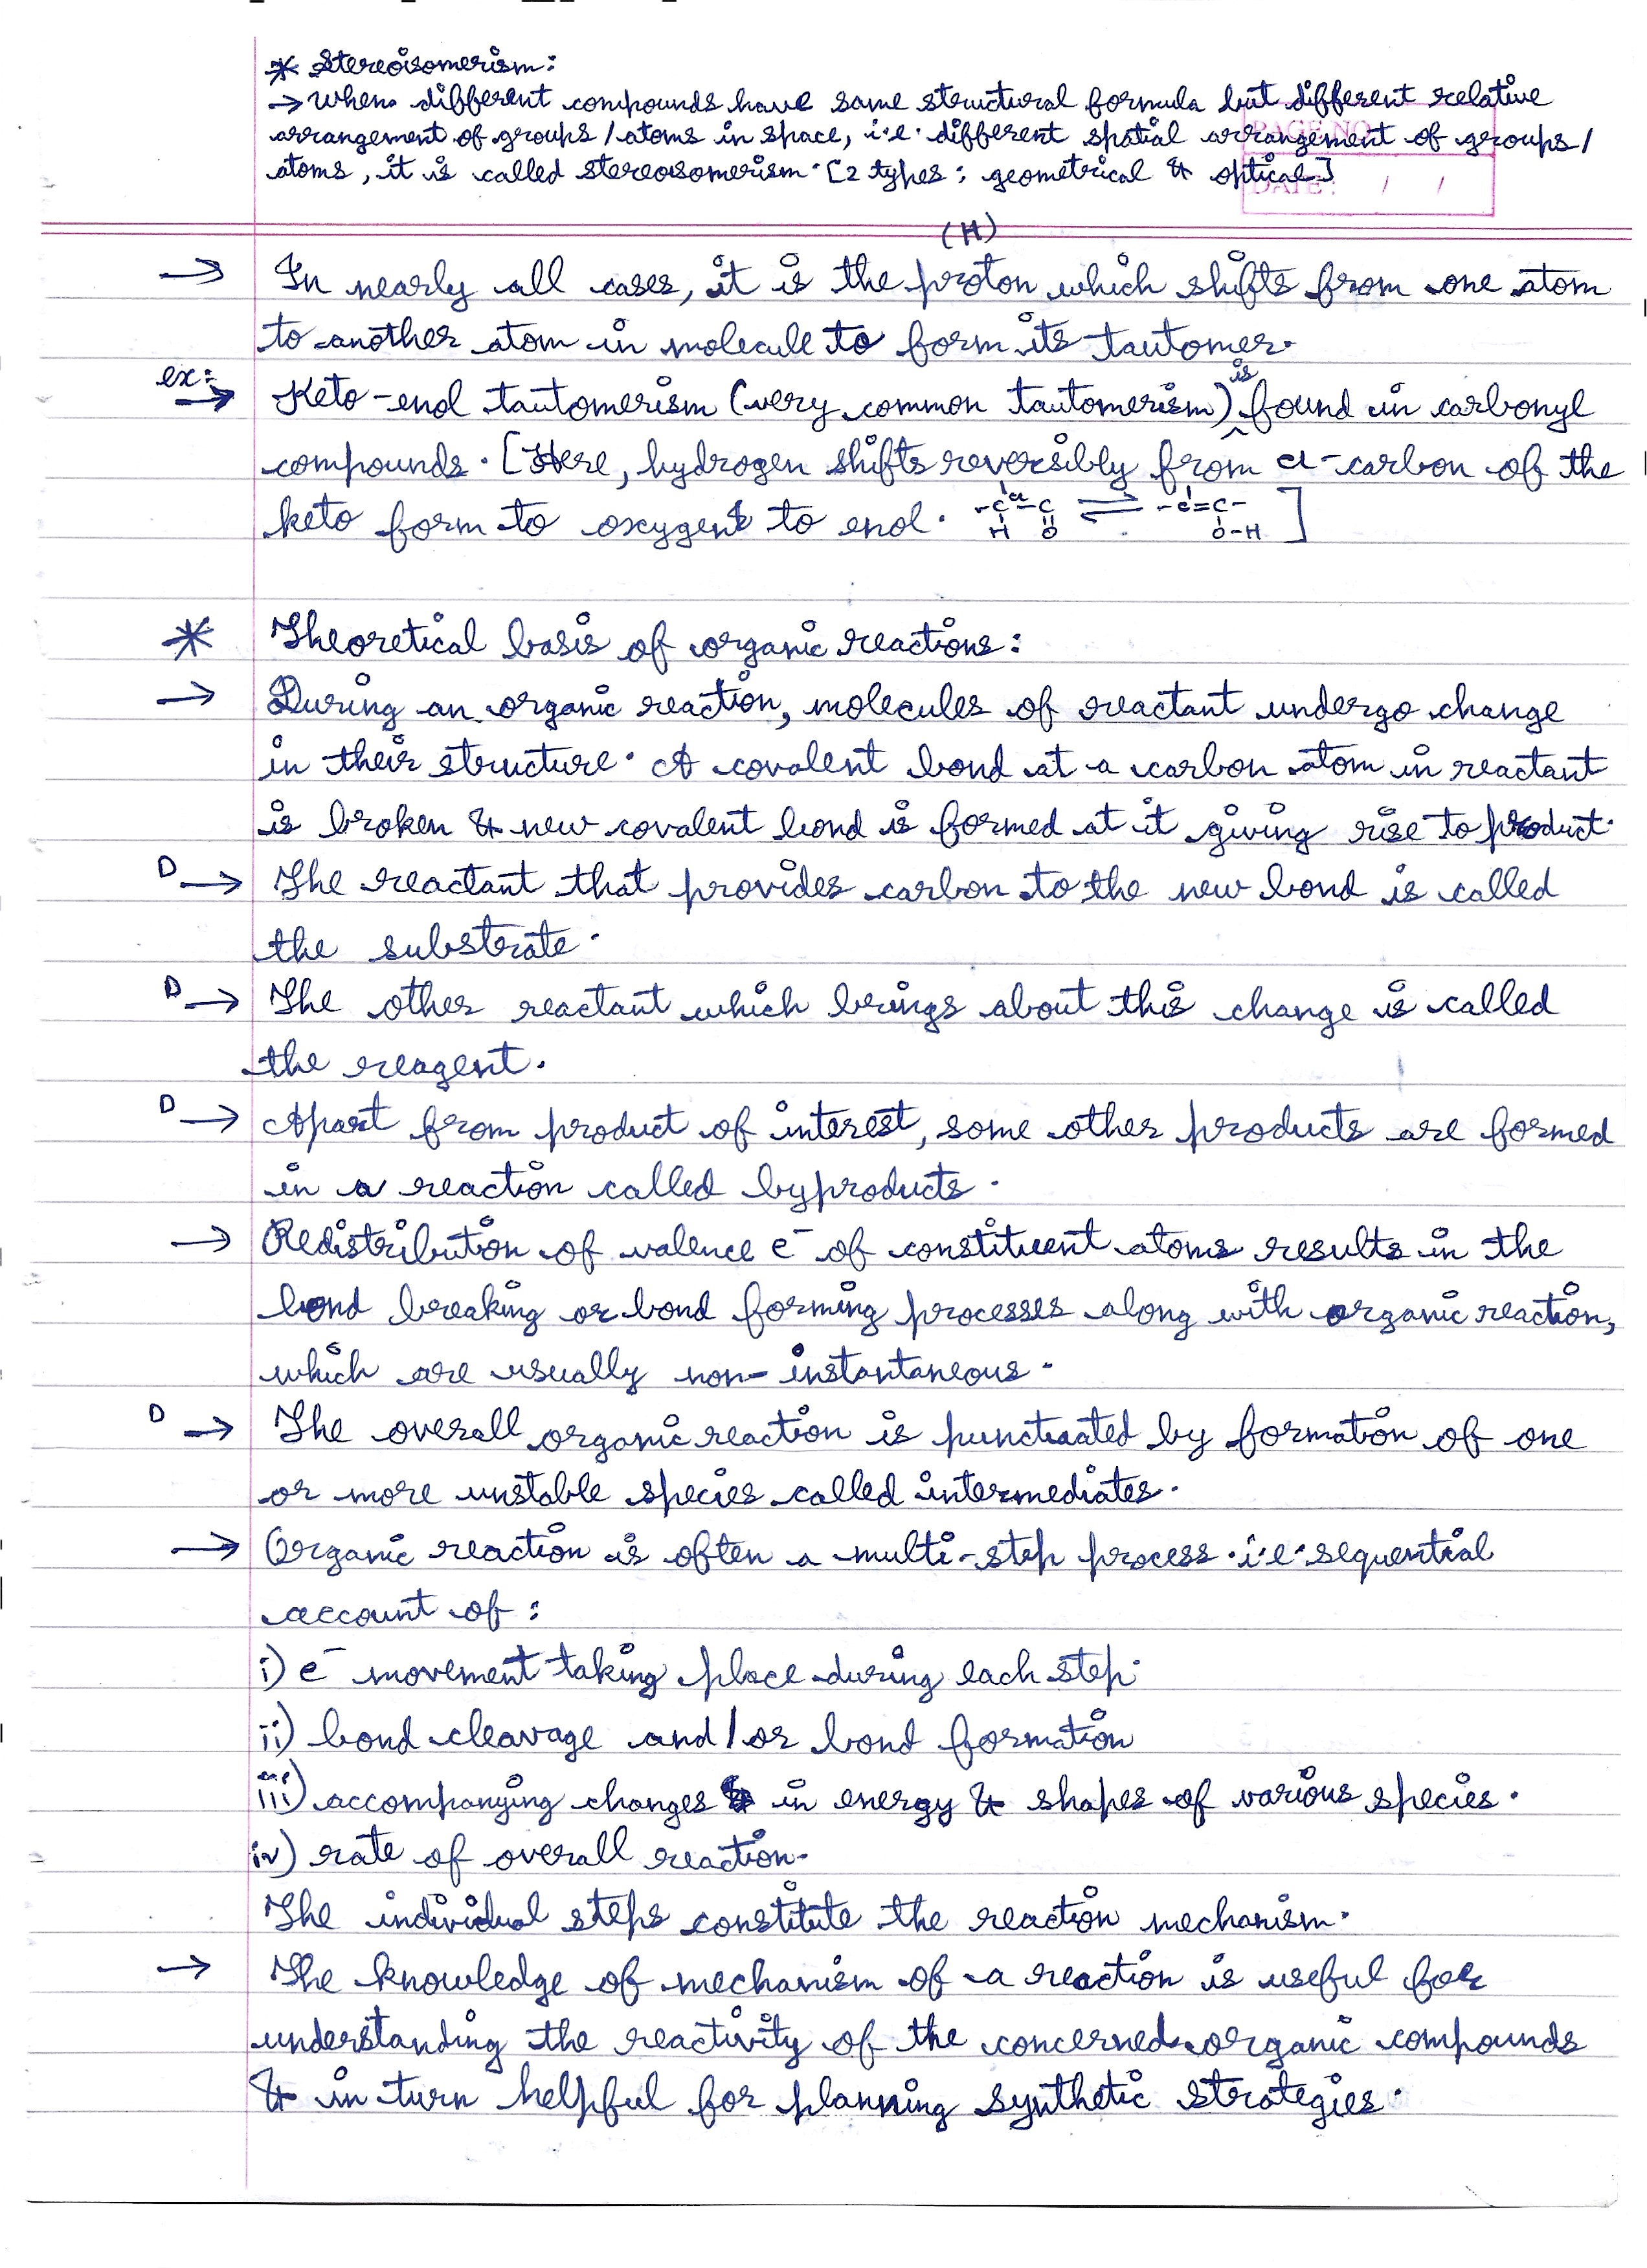 * Stereoisomerism:
→ When different compounds have same structural formula but different relative
arrangement of groups / atoms in space, i.e. different spatial arrangement of groups /
atoms, it is called stereoisomerism. [2 types: geometrical & optical]
PAGE NO
DATE: / /
(H)
→ In nearly all cases, it is the proton which shifts from one atom
to another atom in molecule to form its tautomer.
ex:
→ Keto-enol tautomerism (very common tautomerism) is found in carbonyl
compounds. [Here, hydrogen shifts reversibly from α-carbon of the
keto form to oxygen to enol. -C-C ⇌ -C=C- ]
H O O-H
* Theoretical basis of organic reactions:
→ During an organic reaction, molecules of reactant undergo change
in their structure. A covalent bond at a carbon atom in reactant
is broken & new covalent bond is formed at it giving rise to product.
D → The reactant that provides carbon to the new bond is called
the substrate.
D → The other reactant which brings about this change is called
the reagent.
D → Apart from product of interest, some other products are formed
in a reaction called byproducts.
→ Redistribution of valence e⁻ of constituent atoms results in the
bond breaking or bond forming processes along with organic reaction,
which are usually non-instantaneous.
D → The overall organic reaction is punctuated by formation of one
or more unstable species called intermediates.
→ Organic reaction is often a multi-step process. i.e. sequential
account of:
i) e⁻ movement taking place during each step.
ii) bond cleavage and/or bond formation
iii) accompanying changes in energy & shapes of various species.
iv) rate of overall reaction.
The individual steps constitute the reaction mechanism.
→ The knowledge of mechanism of a reaction is useful for
understanding the reactivity of the concerned organic compounds
& in turn helpful for planning synthetic strategies.